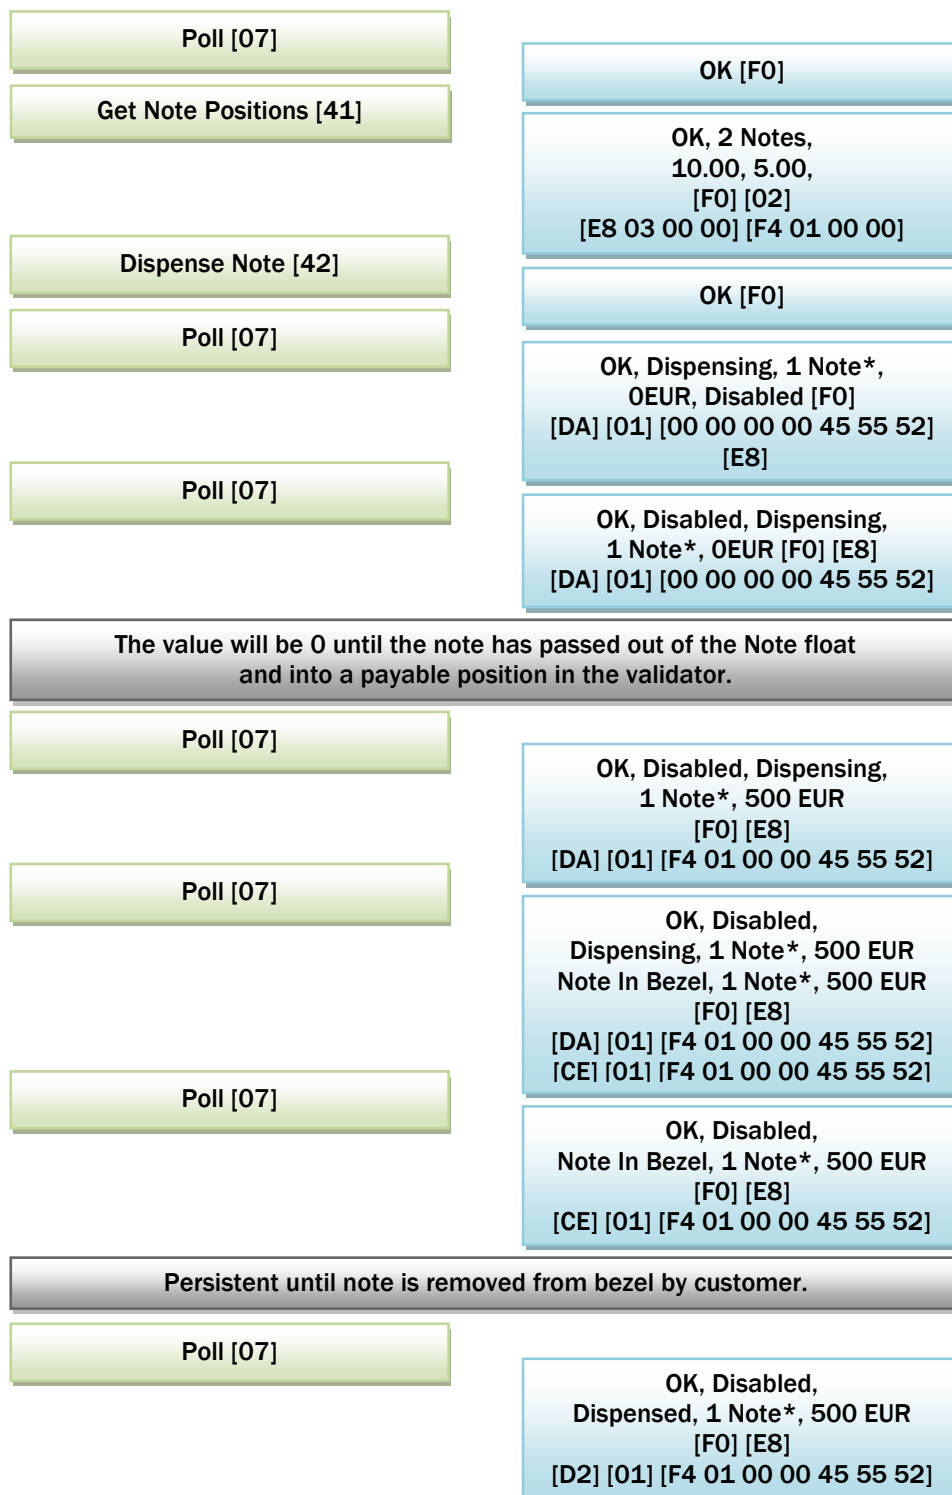 Poll [07]
OK [F0]
Get Note Positions [41]
OK, 2 Notes,
10.00, 5.00,
[F0] [02]
[E8 03 00 00] [F4 01 00 00]
Dispense Note [42]
OK [F0]
Poll [07]
OK, Dispensing, 1 Note*,
0EUR, Disabled [F0]
[DA] [01] [00 00 00 00 45 55 52]
[E8]
Poll [07]
OK, Disabled, Dispensing,
1 Note*, 0EUR [F0] [E8]
[DA] [01] [00 00 00 00 45 55 52]
The value will be 0 until the note has passed out of the Note float
and into a payable position in the validator.
Poll [07]
OK, Disabled, Dispensing,
1 Note*, 500 EUR
[F0] [E8]
[DA] [01] [F4 01 00 00 45 55 52]
Poll [07]
OK, Disabled,
Dispensing, 1 Note*, 500 EUR
Note In Bezel, 1 Note*, 500 EUR
[F0] [E8]
[DA] [01] [F4 01 00 00 45 55 52]
[CE] [01] [F4 01 00 00 45 55 52]
Poll [07]
OK, Disabled,
Note In Bezel, 1 Note*, 500 EUR
[F0] [E8]
[CE] [01] [F4 01 00 00 45 55 52]
Persistent until note is removed from bezel by customer.
Poll [07]
OK, Disabled,
Dispensed, 1 Note*, 500 EUR
[F0] [E8]
[D2] [01] [F4 01 00 00 45 55 52]